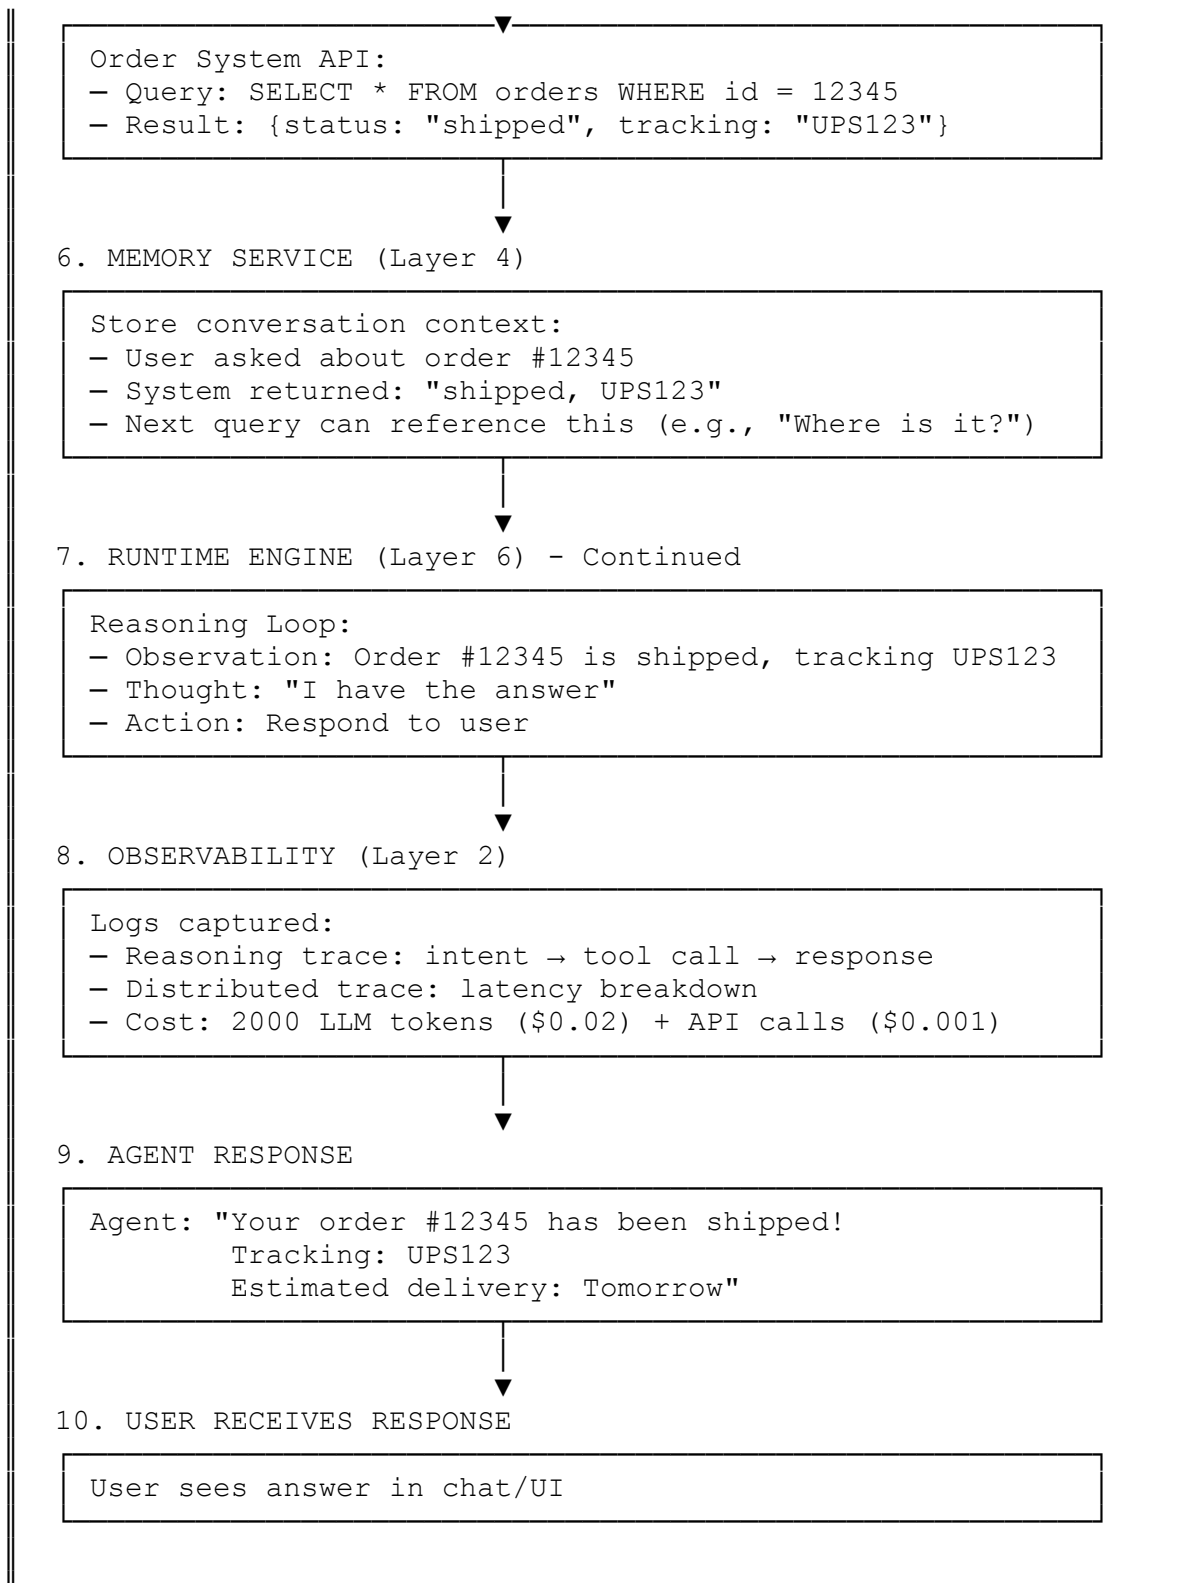 Order System API:
─ Query: SELECT * FROM orders WHERE id = 12345
─ Result: {status: "shipped", tracking: "UPS123"}
6. MEMORY SERVICE (Layer 4)
Store conversation context:
─ User asked about order #12345
─ System returned: "shipped, UPS123"
─ Next query can reference this (e.g., "Where is it?")
7. RUNTIME ENGINE (Layer 6) - Continued
Reasoning Loop:
─ Observation: Order #12345 is shipped, tracking UPS123
─ Thought: "I have the answer"
─ Action: Respond to user
8. OBSERVABILITY (Layer 2)
Logs captured:
─ Reasoning trace: intent → tool call → response
─ Distributed trace: latency breakdown
─ Cost: 2000 LLM tokens ($0.02) + API calls ($0.001)
9. AGENT RESPONSE
Agent: "Your order #12345 has been shipped!
Tracking: UPS123
Estimated delivery: Tomorrow"
10. USER RECEIVES RESPONSE
User sees answer in chat/UI